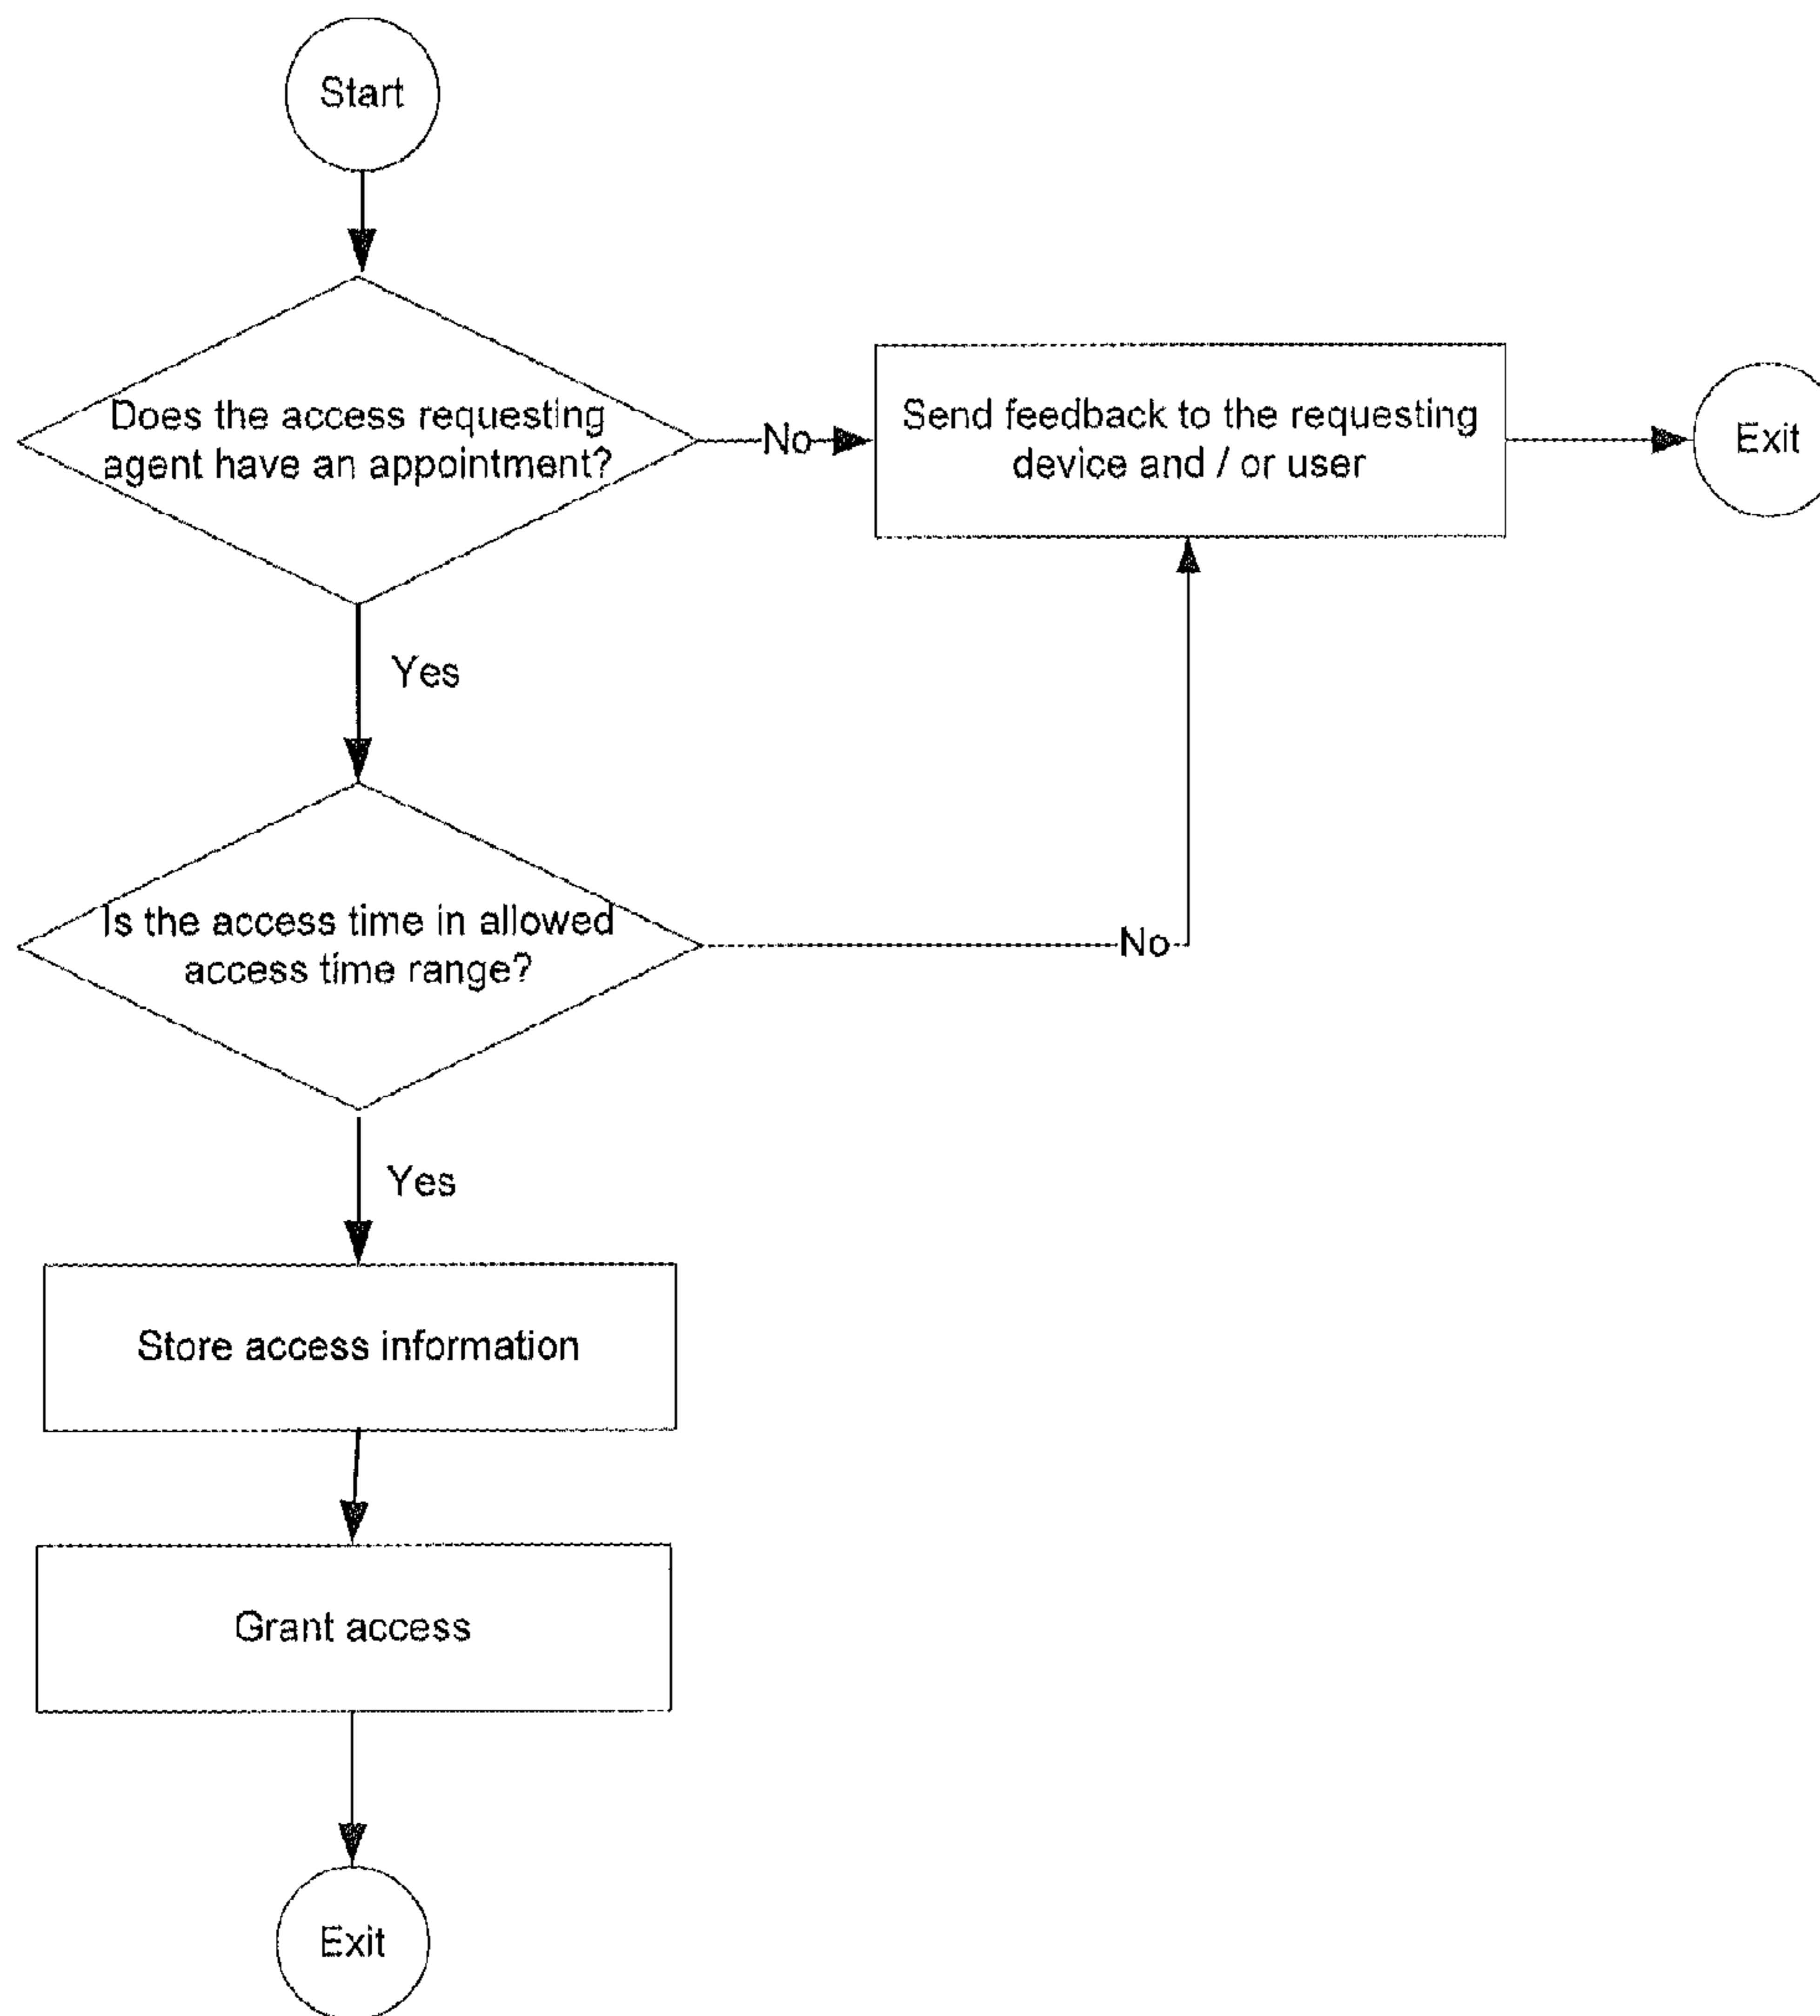 Start
Does the access requesting
agent have an appointment?
No
Send feedback to the requesting
device and / or user
Exit
Yes
Is the access time in allowed
access time range?
No
Yes
Store access information
Grant access
Exit